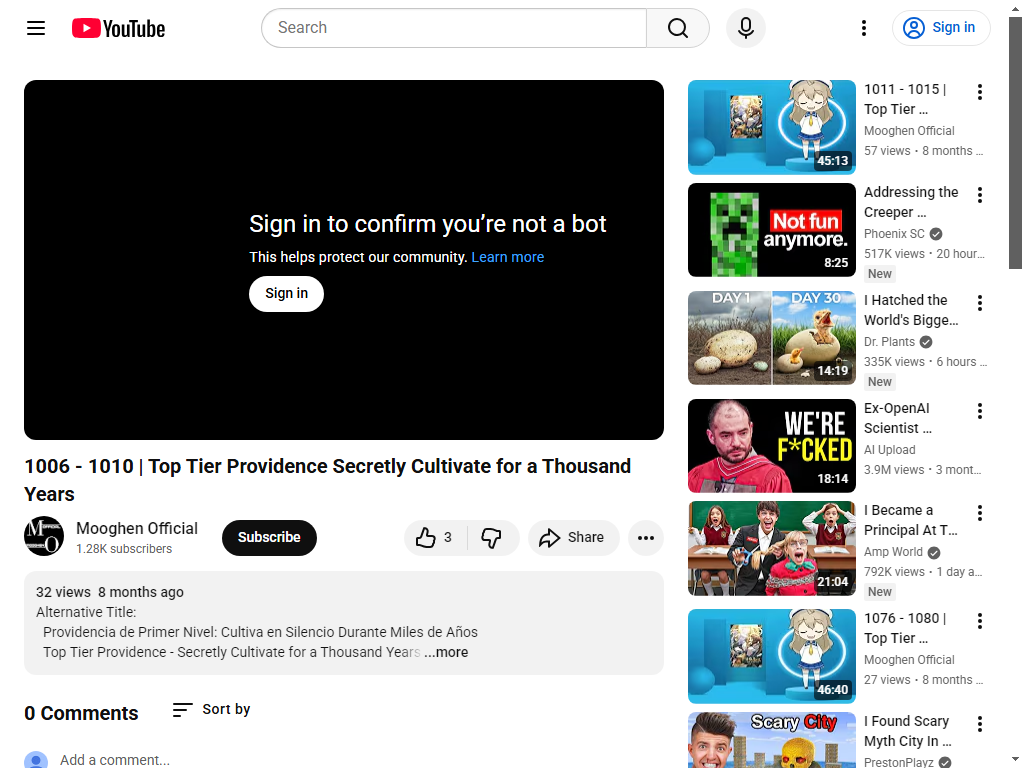 YouTube
Search
Sign in
Sign in to confirm you’re not a bot
This helps protect our community. Learn more
Sign in
1006 - 1010 | Top Tier Providence Secretly Cultivate for a Thousand
Years
Mooghen Official
1.28K subscribers
Subscribe
3
Share
32 views 8 months ago
Alternative Title:
Providencia de Primer Nivel: Cultiva en Silencio Durante Miles de Años
Top Tier Providence - Secretly Cultivate for a Thousand Years ...more
0 Comments
Sort by
Add a comment...
45:13
1011 - 1015 |
Top Tier ...
Mooghen Official
57 views • 8 months ...
Not fun
anymore.
8:25
Addressing the
Creeper ...
Phoenix SC
517K views • 20 hour...
New
DAY 1
DAY 30
14:19
I Hatched the
World's Bigge...
Dr. Plants
335K views • 6 hours ...
New
WE'RE
F*CKED
18:14
Ex-OpenAI
Scientist ...
AI Upload
3.9M views • 3 mont...
21:04
I Became a
Principal At T...
Amp World
792K views • 1 day a...
New
46:40
1076 - 1080 |
Top Tier ...
Mooghen Official
27 views • 8 months ...
Scary City
I Found Scary
Myth City In ...
PrestonPlayz